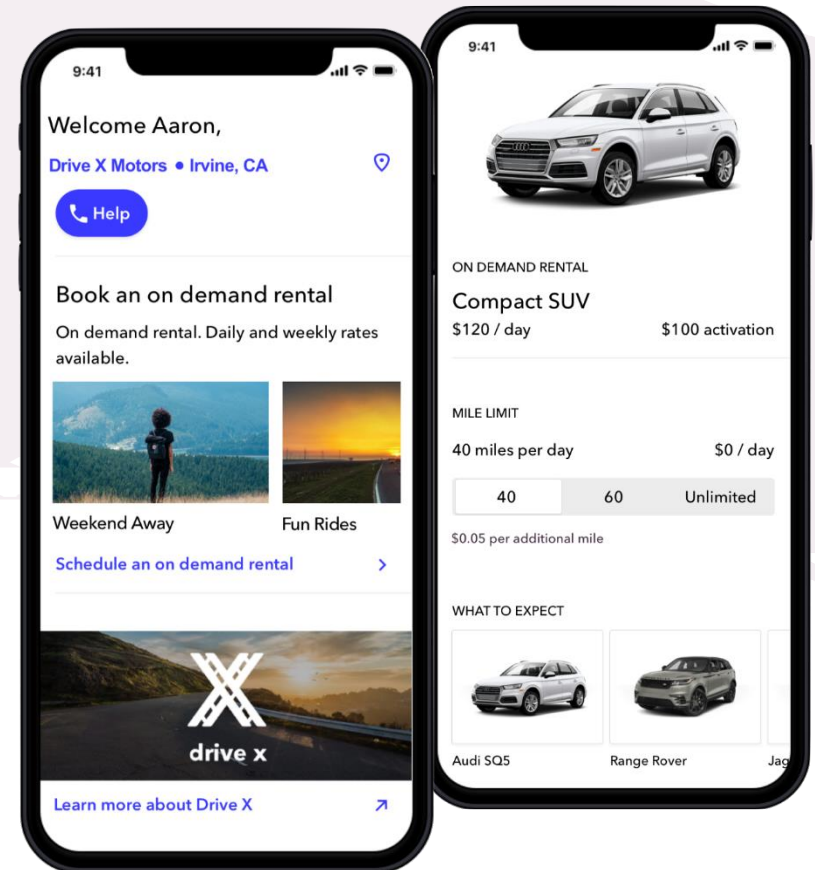 9:41
Welcome Aaron,
Drive X Motors • Irvine, CA
Help
Book an on demand rental
On demand rental. Daily and weekly rates
available.
Weekend Away
Fun Rides
Schedule an on demand rental
drive x
Learn more about Drive X
9:41
ON DEMAND RENTAL
Compact SUV
$120 / day
$100 activation
MILE LIMIT
40 miles per day
$0 / day
40
60
Unlimited
$0.05 per additional mile
WHAT TO EXPECT
Audi SQ5
Range Rover
Jag